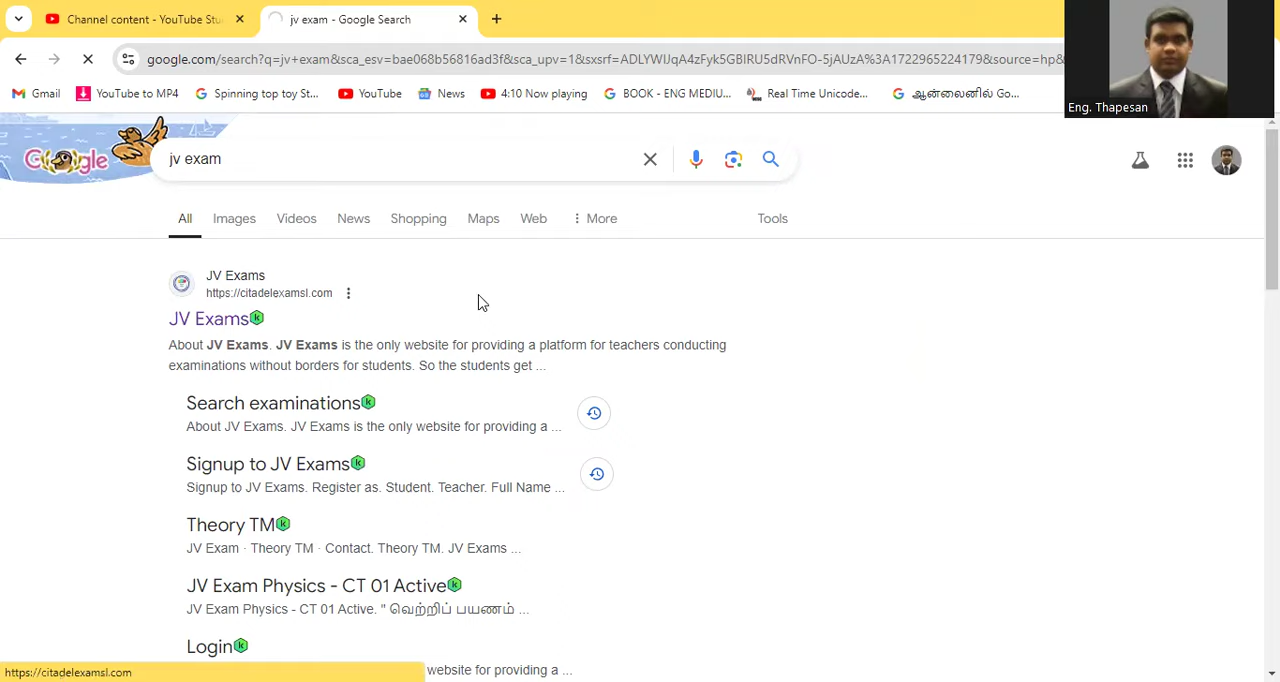 Channel content - YouTube Stu
jv exam - Google Search
google.com/search?q=jv+exam&sca_esv=bae068b56816ad3f&sca_upv=1&sxsrf=ADLYWIJqA4zFyk5GBIRU5dRVnFO-5jAUzA%3A1722965224179&source=hp&
Gmail
YouTube to MP4
Spinning top toy St...
YouTube
News
4:10 Now playing
BOOK - ENG MEDIU...
Real Time Unicode...
ஆன்லைனில் Go...
Eng. Thapesan
Google
jv exam
All
Images
Videos
News
Shopping
Maps
Web
More
Tools
JV Exams
https://citadelexamsl.com
JV Exams
About JV Exams. JV Exams is the only website for providing a platform for teachers conducting
examinations without borders for students. So the students get ...
Search examinations
About JV Exams. JV Exams is the only website for providing a ...
Signup to JV Exams
Signup to JV Exams. Register as. Student. Teacher. Full Name ...
Theory TM
JV Exam · Theory TM · Contact. Theory TM. JV Exams ...
JV Exam Physics - CT 01 Active
JV Exam Physics - CT 01 Active. " வெற்றிப் பயணம் ...
Login
website for providing a ...
https://citadelexamsl.com